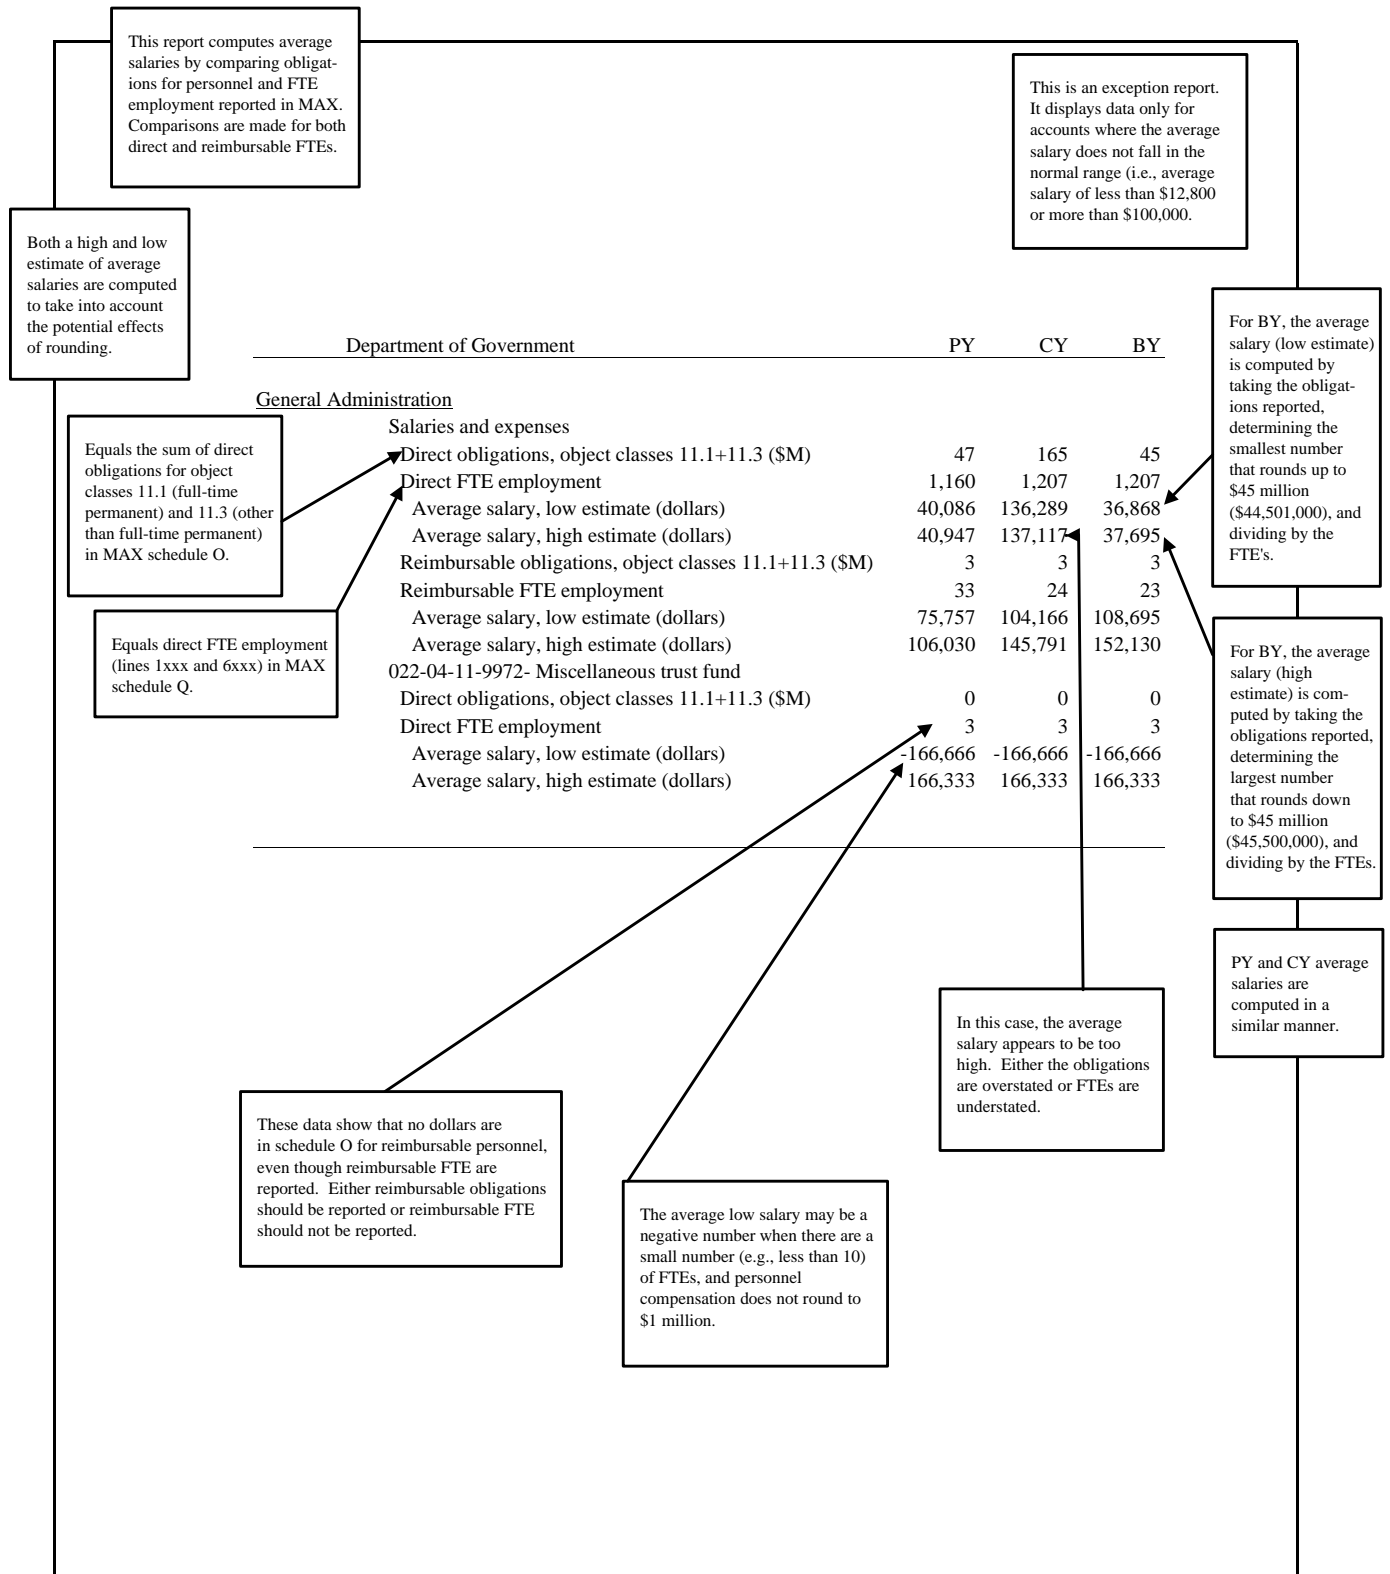 This report computes average
salaries by comparing obligat-
ions for personnel and FTE
employment reported in MAX.
Comparisons are made for both
direct and reimbursable FTEs.
This is an exception report.
It displays data only for
accounts where the average
salary does not fall in the
normal range (i.e., average
salary of less than $12,800
or more than $100,000.
Both a high and low
estimate of average
salaries are computed
to take into account
the potential effects
of rounding.
For BY, the average
salary (low estimate)
is computed by
taking the obligat-
ions reported,
determining the
smallest number
that rounds up to
$45 million
($44,501,000), and
dividing by the
FTE's.
Department of Government PY CY BY
General Administration
Salaries and expenses
Direct obligations, object classes 11.1+11.3 ($M) 47 165 45
Direct FTE employment 1,160 1,207 1,207
Average salary, low estimate (dollars) 40,086 136,289 36,868
Average salary, high estimate (dollars) 40,947 137,117 37,695
Reimbursable obligations, object classes 11.1+11.3 ($M) 3 3 3
Reimbursable FTE employment 33 24 23
Average salary, low estimate (dollars) 75,757 104,166 108,695
Average salary, high estimate (dollars) 106,030 145,791 152,130
022-04-11-9972- Miscellaneous trust fund
Direct obligations, object classes 11.1+11.3 ($M) 0 0 0
Direct FTE employment 3 3 3
Average salary, low estimate (dollars) -166,666 -166,666 -166,666
Average salary, high estimate (dollars) 166,333 166,333 166,333
Equals the sum of direct
obligations for object
classes 11.1 (full-time
permanent) and 11.3 (other
than full-time permanent)
in MAX schedule O.
Equals direct FTE employment
(lines 1xxx and 6xxx) in MAX
schedule Q.
For BY, the average
salary (high
estimate) is com-
puted by taking the
obligations reported,
determining the
largest number
that rounds down
to $45 million
($45,500,000), and
dividing by the FTEs.
PY and CY average
salaries are
computed in a
similar manner.
In this case, the average
salary appears to be too
high. Either the obligations
are overstated or FTEs are
understated.
These data show that no dollars are
in schedule O for reimbursable personnel,
even though reimbursable FTE are
reported. Either reimbursable obligations
should be reported or reimbursable FTE
should not be reported.
The average low salary may be a
negative number when there are a
small number (e.g., less than 10)
of FTEs, and personnel
compensation does not round to
$1 million.